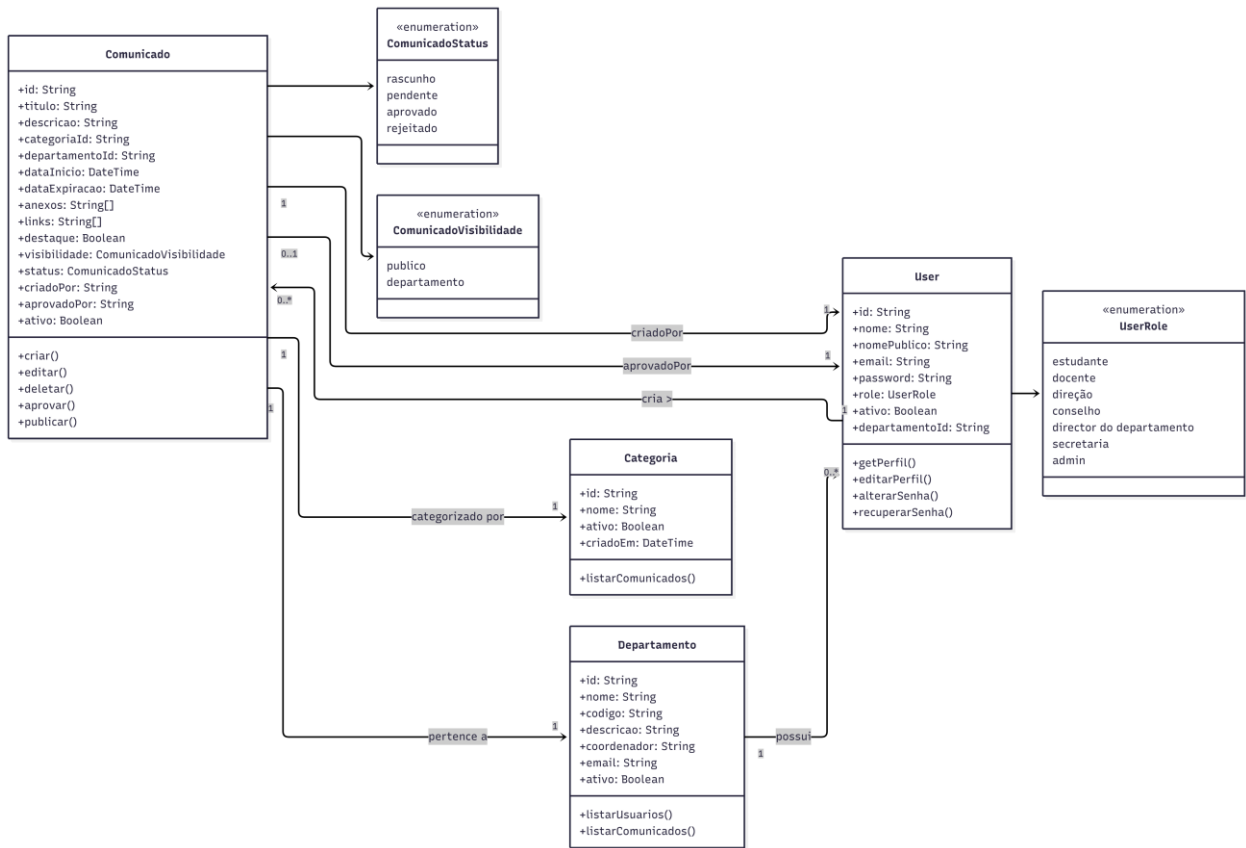 Comunicado
+id: String
+titulo: String
+descricao: String
+categoriaId: String
+departamentoId: String
+dataInicio: DateTime
+dataExpiracao: DateTime
+anexos: String[]
+links: String[]
+destaque: Boolean
+visibilidade: ComunicadoVisibilidade
+status: ComunicadoStatus
+criadoPor: String
+aprovadoPor: String
+ativo: Boolean
+criar()
+editar()
+deletar()
+aprovar()
+publicar()
«enumeration»
ComunicadoStatus
rascunho
pendente
aprovado
rejeitado
«enumeration»
ComunicadoVisibilidade
publico
departamento
1
0..1
0..*
1
1
criadoPor
1
aprovadoPor
1
cria >
1
User
+id: String
+nome: String
+nomePublico: String
+email: String
+password: String
+role: UserRole
+ativo: Boolean
+departamentoId: String
+getPerfil()
+editarPerfil()
+alterarSenha()
+recuperarSenha()
«enumeration»
UserRole
estudante
docente
direção
conselho
director do departamento
secretaria
admin
categorizado por
1
Categoria
+id: String
+nome: String
+ativo: Boolean
+criadoEm: DateTime
+listarComunicados()
pertence a
1
Departamento
+id: String
+nome: String
+codigo: String
+descricao: String
+coordenador: String
+email: String
+ativo: Boolean
+listarUsuarios()
+listarComunicados()
possui
1
0..*